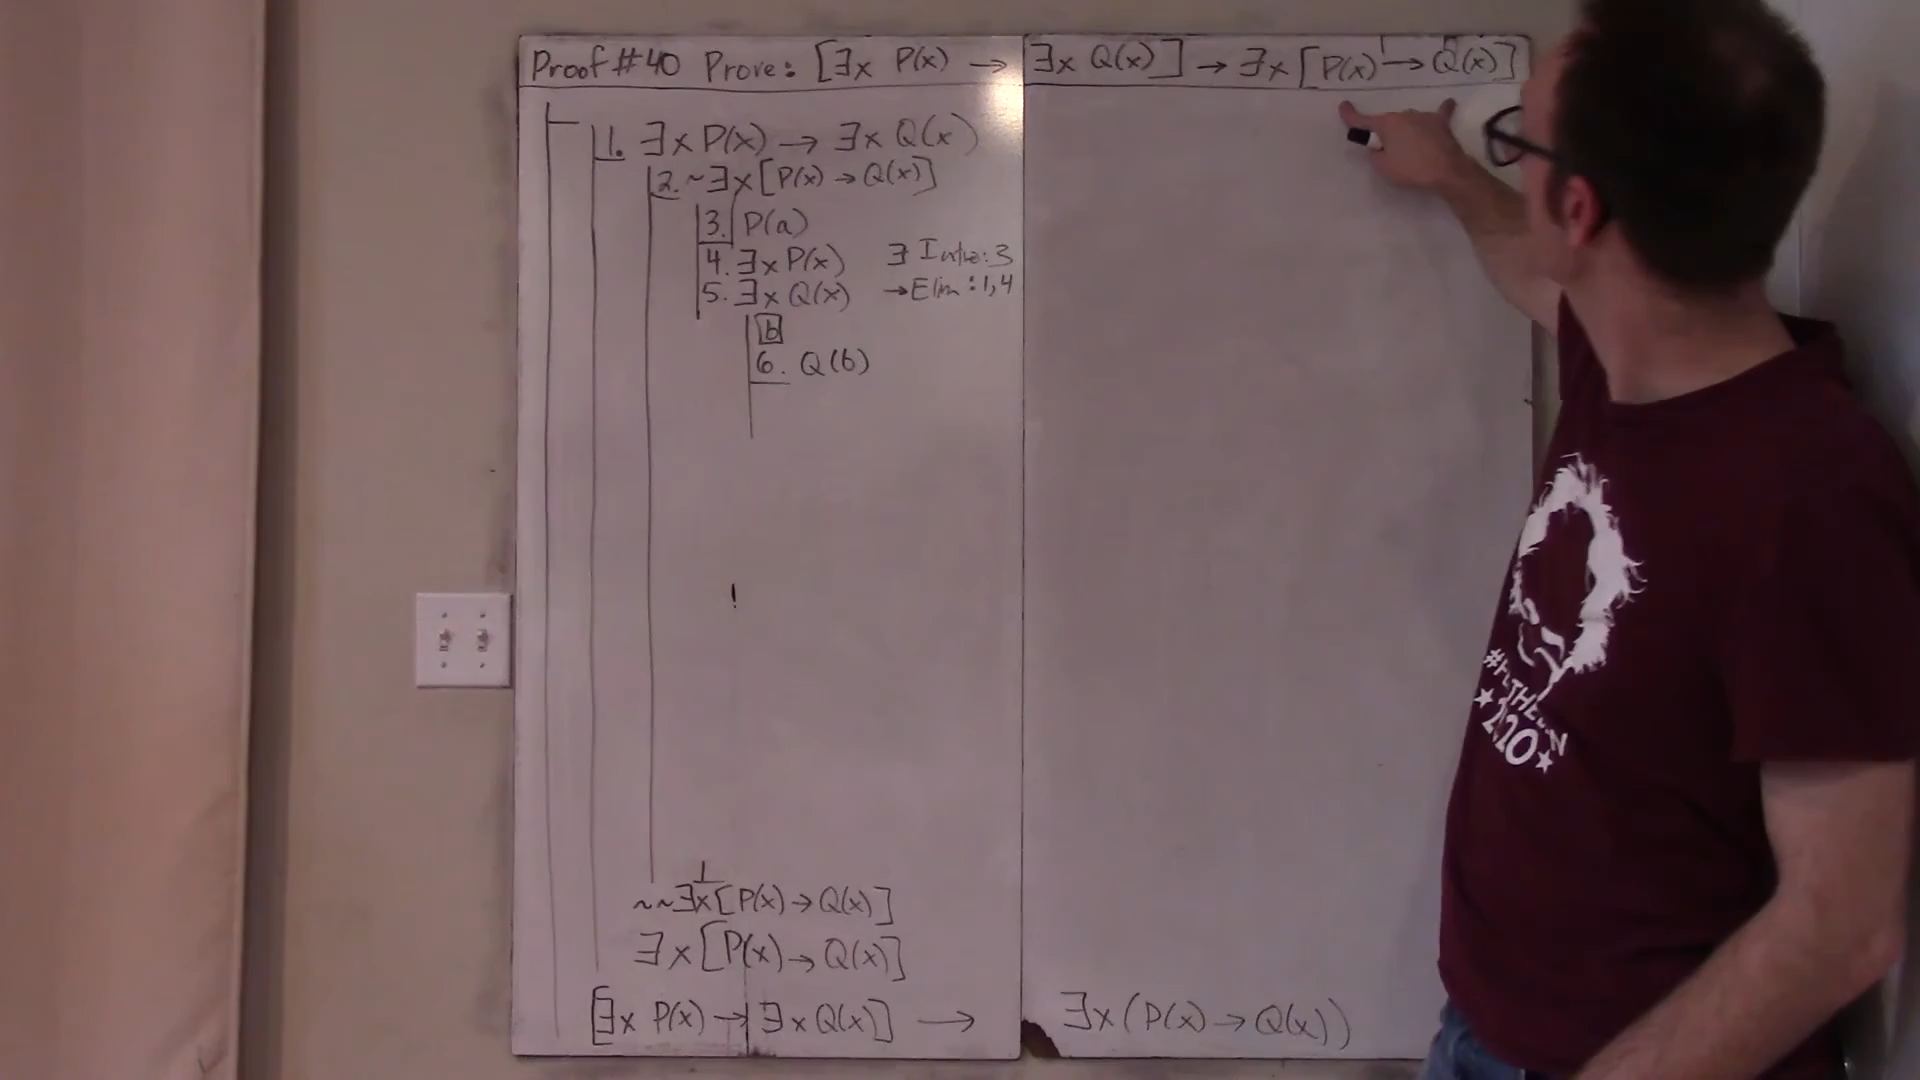 Proof #40 Prove: [∃x P(x) → ∃x Q(x)] → ∃x [P(x) → Q(x)]
1. ∃x P(x) → ∃x Q(x)
2. ~∃x [P(x) → Q(x)]
3. P(a)
4. ∃x P(x) ∃ Intro: 3
5. ∃x Q(x) → Elim: 1,4
b
6. Q(b)
⊥
~~∃x [P(x) → Q(x)]
∃x [P(x) → Q(x)]
[∃x P(x) → ∃x Q(x)] → ∃x (P(x) → Q(x))